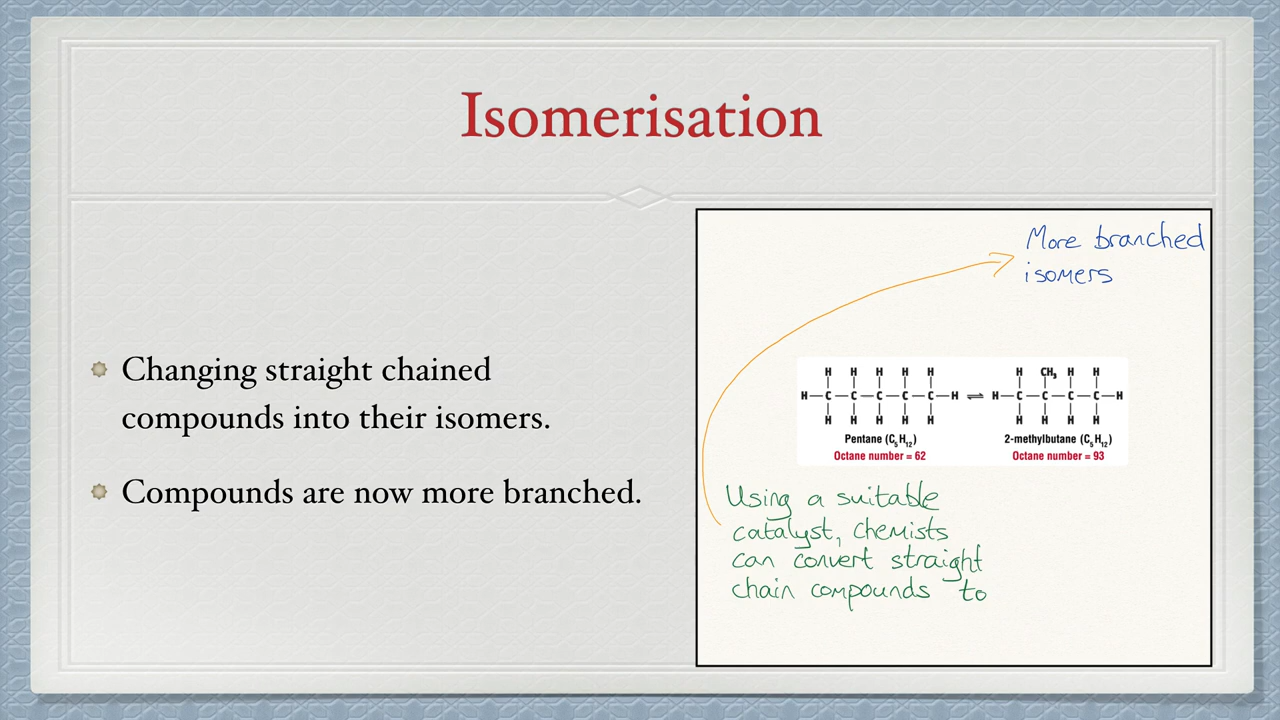 Isomerisation
Changing straight chained
compounds into their isomers.
Compounds are now more branched.
More branched
isomers
H H H H H H CH₃ H H
H—C—C—C—C—C—H ⇌ H—C—C—C—C—H
H H H H H H H H H
Pentane (C₅H₁₂) 2-methylbutane (C₅H₁₂)
Octane number = 62 Octane number = 93
Using a suitable
catalyst, chemists
can convert straight
chain compounds to